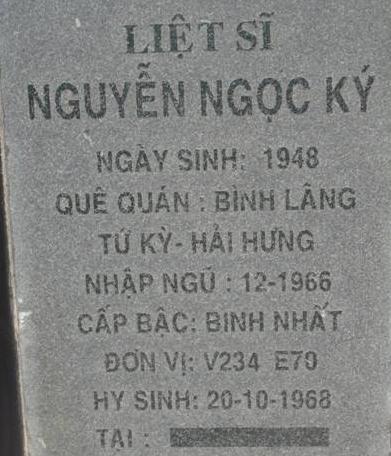 LIỆT SĨ
NGUYỄN NGỌC KÝ
NGÀY SINH: 1948
QUÊ QUÁN : BÌNH LÃNG
TỨ KỲ- HẢI HƯNG
NHẬP NGŨ : 12-1966
CẤP BẬC: BINH NHẤT
ĐƠN VỊ: V234 E70
HY SINH: 20-10-1968
TẠI :